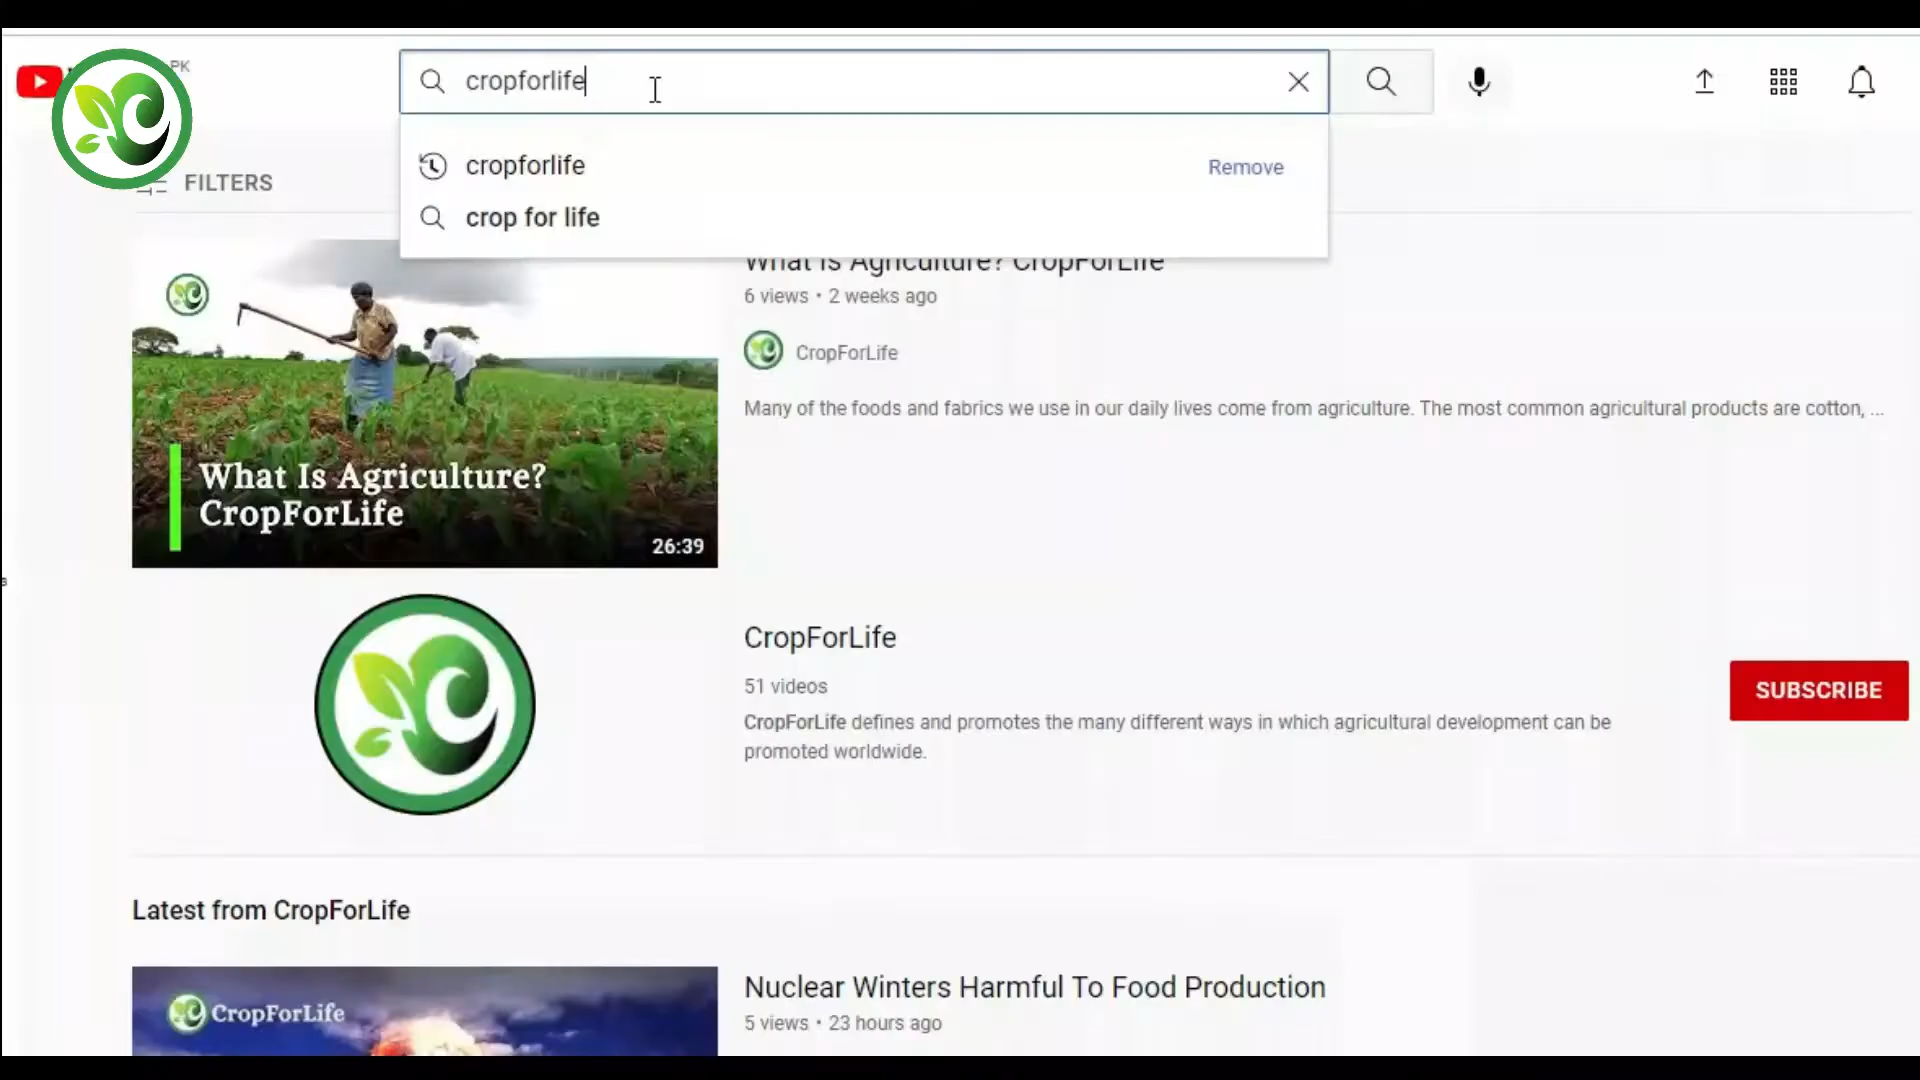 PK
cropforlife
cropforlife
Remove
crop for life
FILTERS
What Is Agriculture? CropForLife
6 views • 2 weeks ago
CropForLife
Many of the foods and fabrics we use in our daily lives come from agriculture. The most common agricultural products are cotton, ...
What Is Agriculture?
CropForLife
26:39
CropForLife
51 videos
CropForLife defines and promotes the many different ways in which agricultural development can be
promoted worldwide.
SUBSCRIBE
Latest from CropForLife
CropForLife
Nuclear Winters Harmful To Food Production
5 views • 23 hours ago